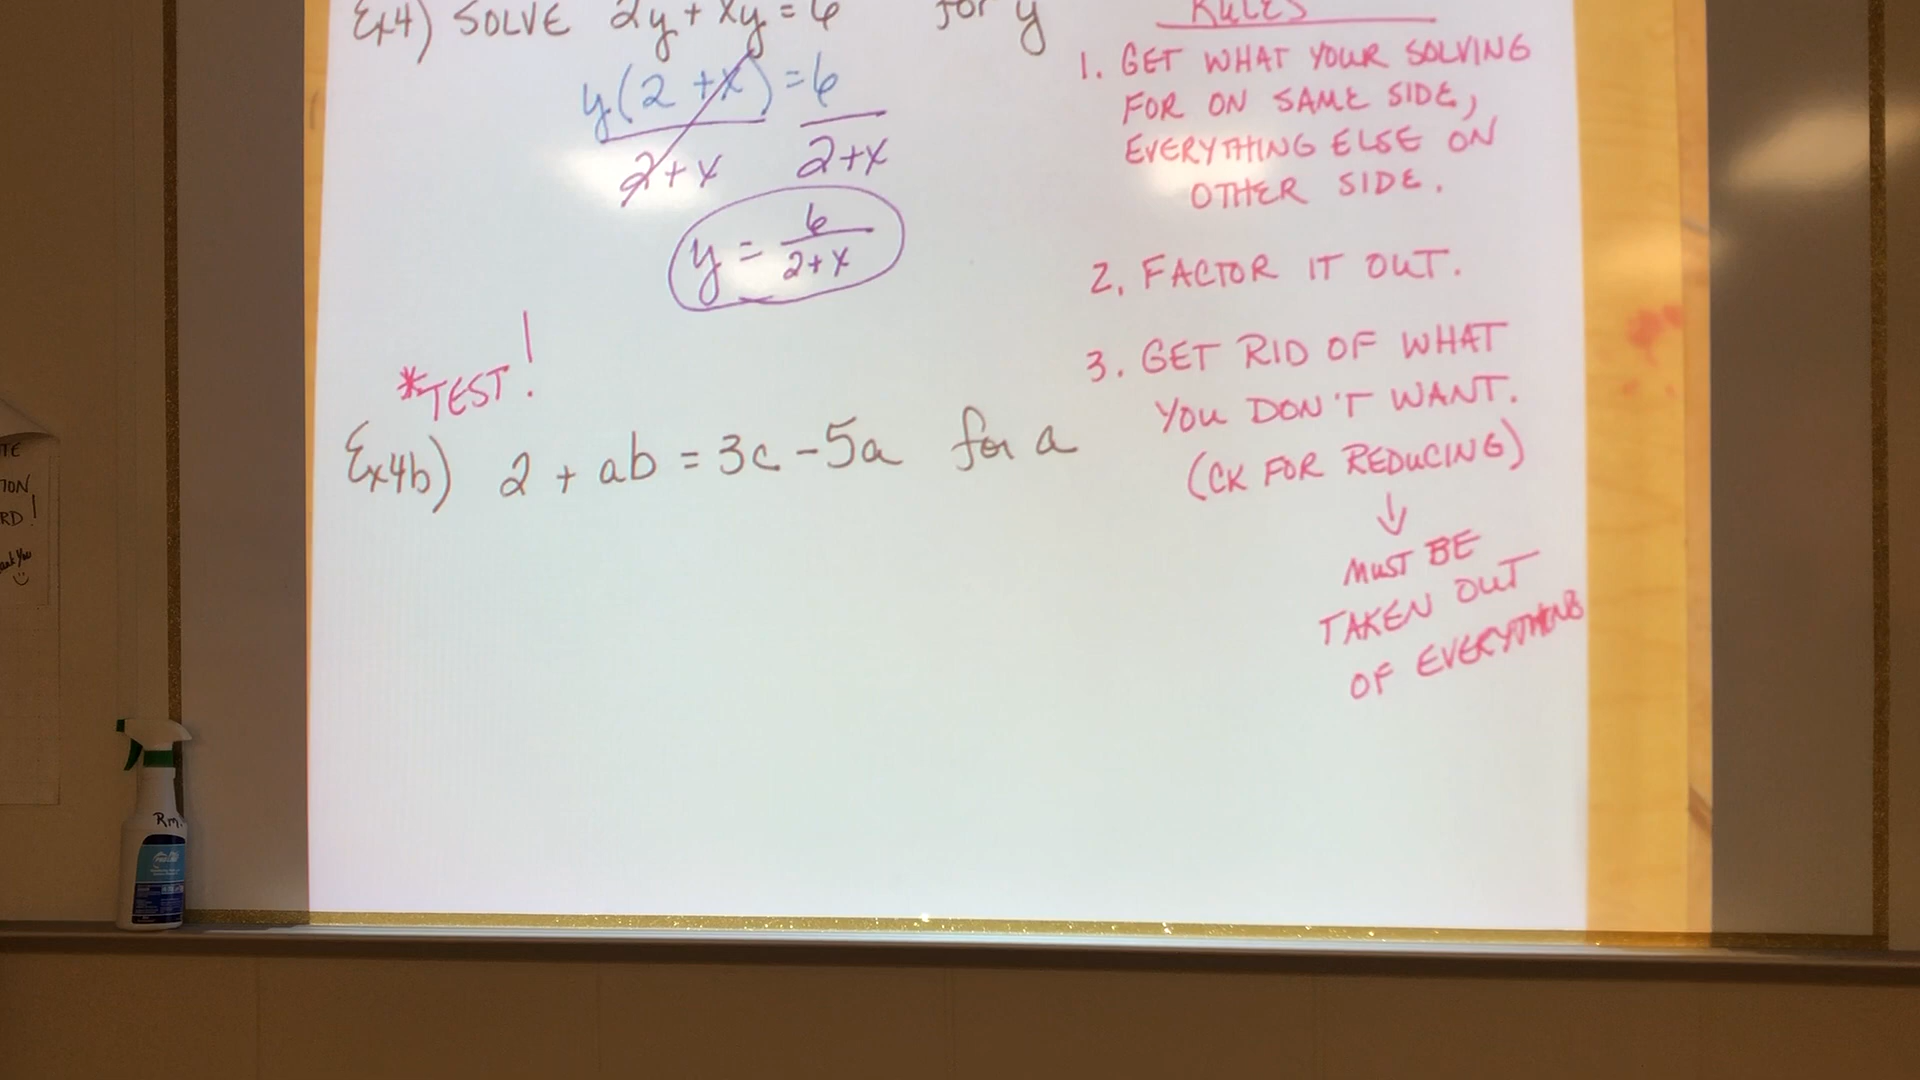 Ex4) SOLVE 2y + xy = 6 for y
y(2 + x) = 6
2+x 2+x
y = 6
2+x
*TEST!
Ex4b) 2 + ab = 3c - 5a for a
RULES
1. GET WHAT YOUR SOLVING
FOR ON SAME SIDE,
EVERYTHING ELSE ON
OTHER SIDE.
2. FACTOR IT OUT.
3. GET RID OF WHAT
YOU DON'T WANT.
(CK FOR REDUCING)
↓
MUST BE
TAKEN OUT
OF EVERYTHING
Rm.